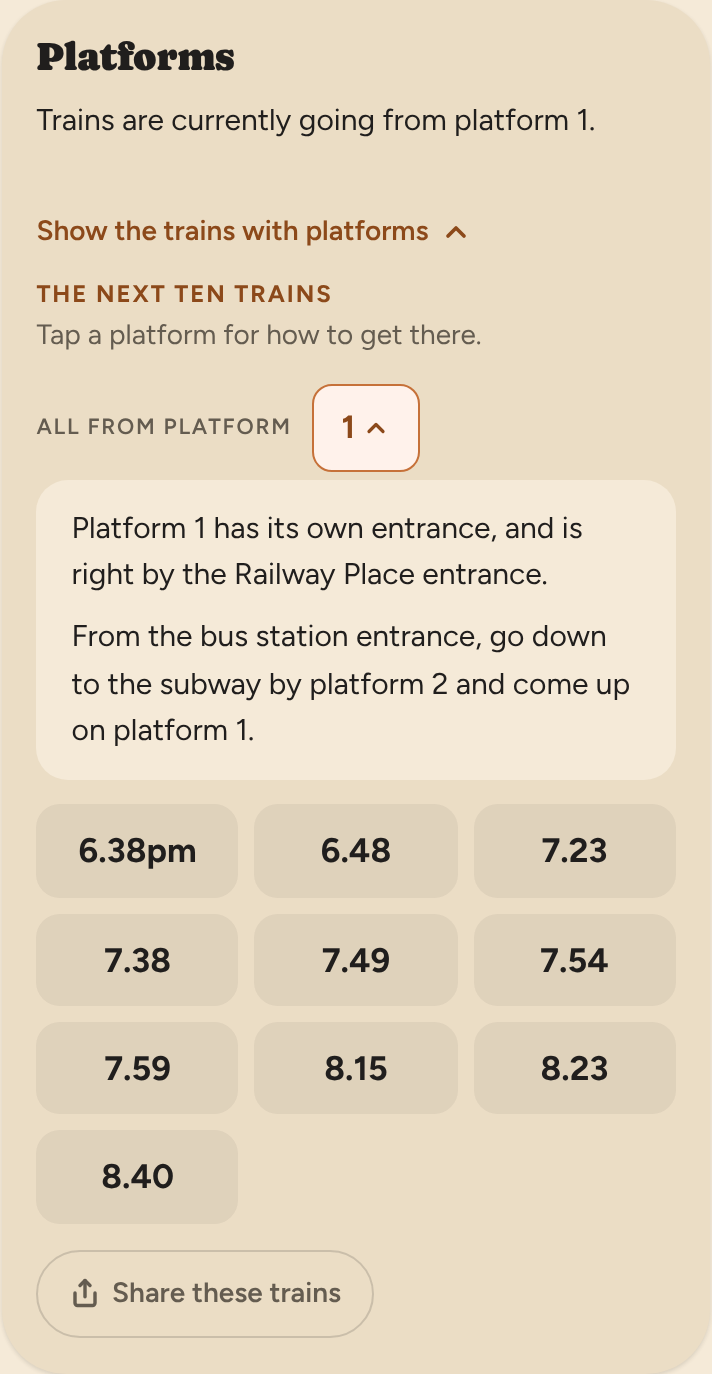 Platforms
Trains are currently going from platform 1.
Show the trains with platforms
THE NEXT TEN TRAINS
Tap a platform for how to get there.
ALL FROM PLATFORM 1
Platform 1 has its own entrance, and is
right by the Railway Place entrance.
From the bus station entrance, go down
to the subway by platform 2 and come up
on platform 1.
6.38pm 6.48 7.23
7.38 7.49 7.54
7.59 8.15 8.23
8.40
Share these trains